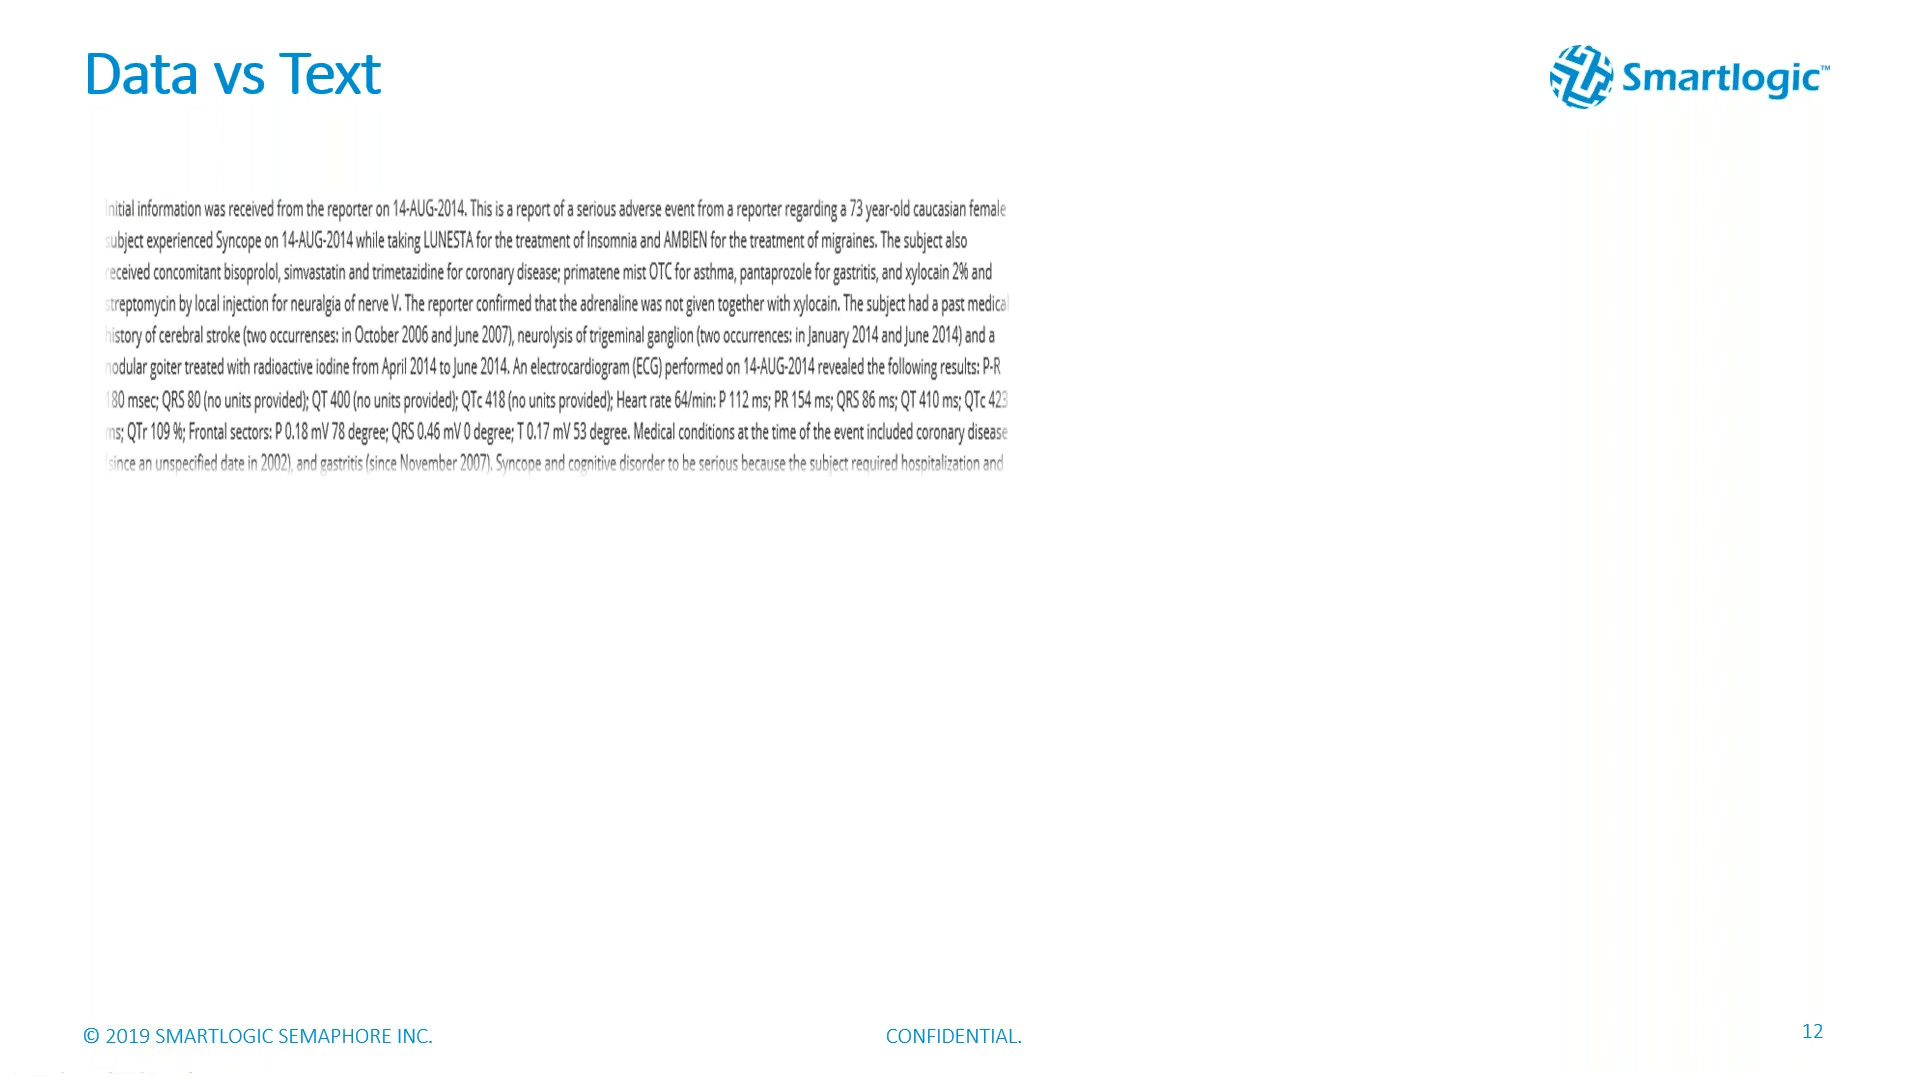 Data vs Text
Smartlogic™
Initial information was received from the reporter on 14-AUG-2014. This is a report of a serious adverse event from a reporter regarding a 73 year-old caucasian female
subject experienced Syncope on 14-AUG-2014 while taking LUNESTA for the treatment of Insomnia and AMBIEN for the treatment of migraines. The subject also
received concomitant bisoprolol, simvastatin and trimetazidine for coronary disease; primatene mist OTC for asthma, pantaprozole for gastritis, and xylocain 2% and
streptomycin by local injection for neuralgia of nerve V. The reporter confirmed that the adrenaline was not given together with xylocain. The subject had a past medical
history of cerebral stroke (two occurrenses: in October 2006 and June 2007), neurolysis of trigeminal ganglion (two occurrences: in January 2014 and June 2014) and a
nodular goiter treated with radioactive iodine from April 2014 to June 2014. An electrocardiogram (ECG) performed on 14-AUG-2014 revealed the following results: P-R
180 msec; QRS 80 (no units provided); QT 400 (no units provided); QTc 418 (no units provided); Heart rate 64/min: P 112 ms; PR 154 ms; QRS 86 ms; QT 410 ms; QTc 423
ms; QTr 109 %; Frontal sectors: P 0.18 mV 78 degree; QRS 0.46 mV 0 degree; T 0.17 mV 53 degree. Medical conditions at the time of the event included coronary disease
(since an unspecified date in 2002), and gastritis (since November 2007). Syncope and cognitive disorder to be serious because the subject required hospitalization and
© 2019 SMARTLOGIC SEMAPHORE INC.
CONFIDENTIAL.
12